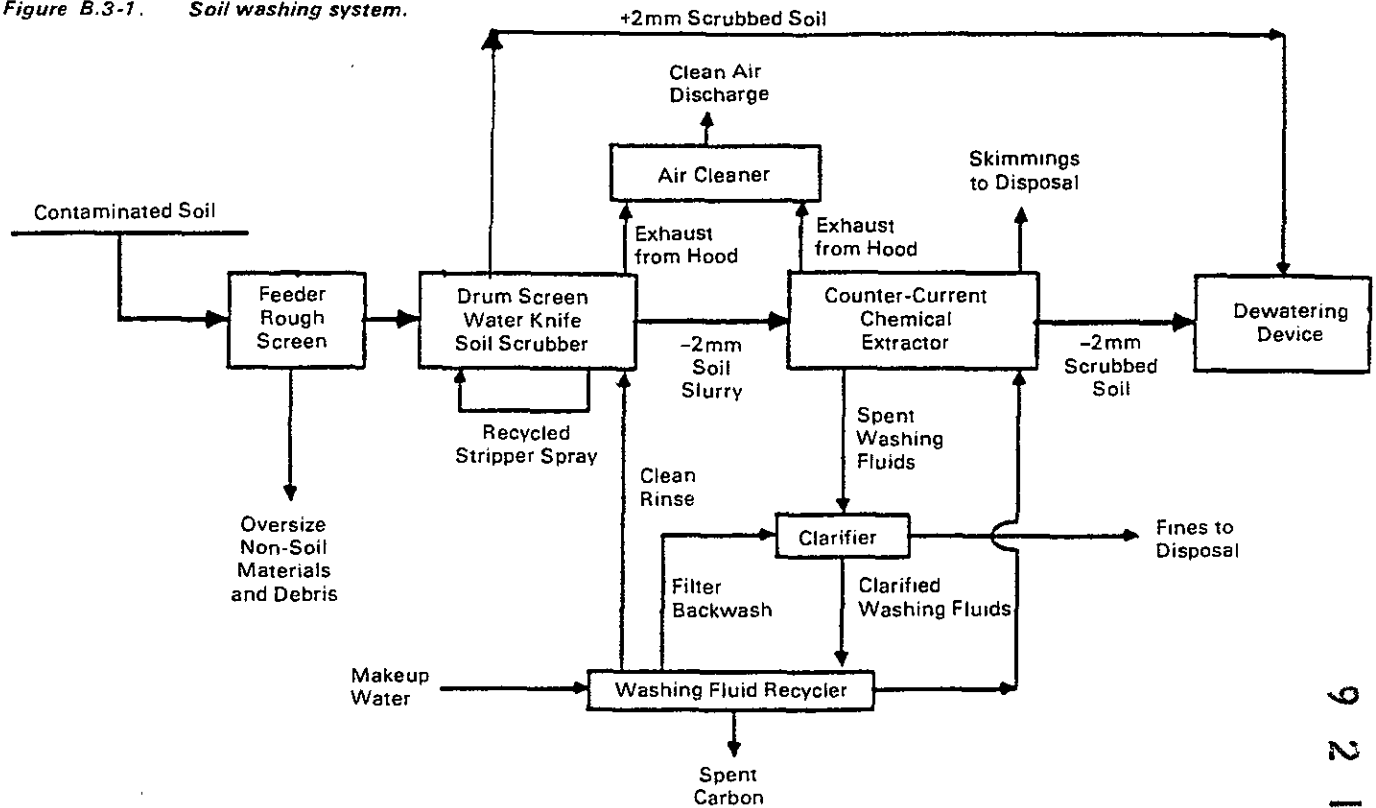 Figure B.3-1. Soil washing system.
+2mm Scrubbed Soil
Clean Air
Discharge
Air Cleaner
Skimmings
to Disposal
Contaminated Soil
Exhaust
from Hood
Exhaust
from Hood
Feeder
Rough
Screen
Drum Screen
Water Knife
Soil Scrubber
Counter-Current
Chemical
Extractor
Dewatering
Device
-2mm
Soil
Slurry
-2mm
Scrubbed
Soil
Recycled
Stripper Spray
Spent
Washing
Fluids
Clean
Rinse
Oversize
Non-Soil
Materials
and Debris
Clarifier
Fines to
Disposal
Filter
Backwash
Clarified
Washing Fluids
Makeup
Water
Washing Fluid Recycler
Spent
Carbon
9 2 1